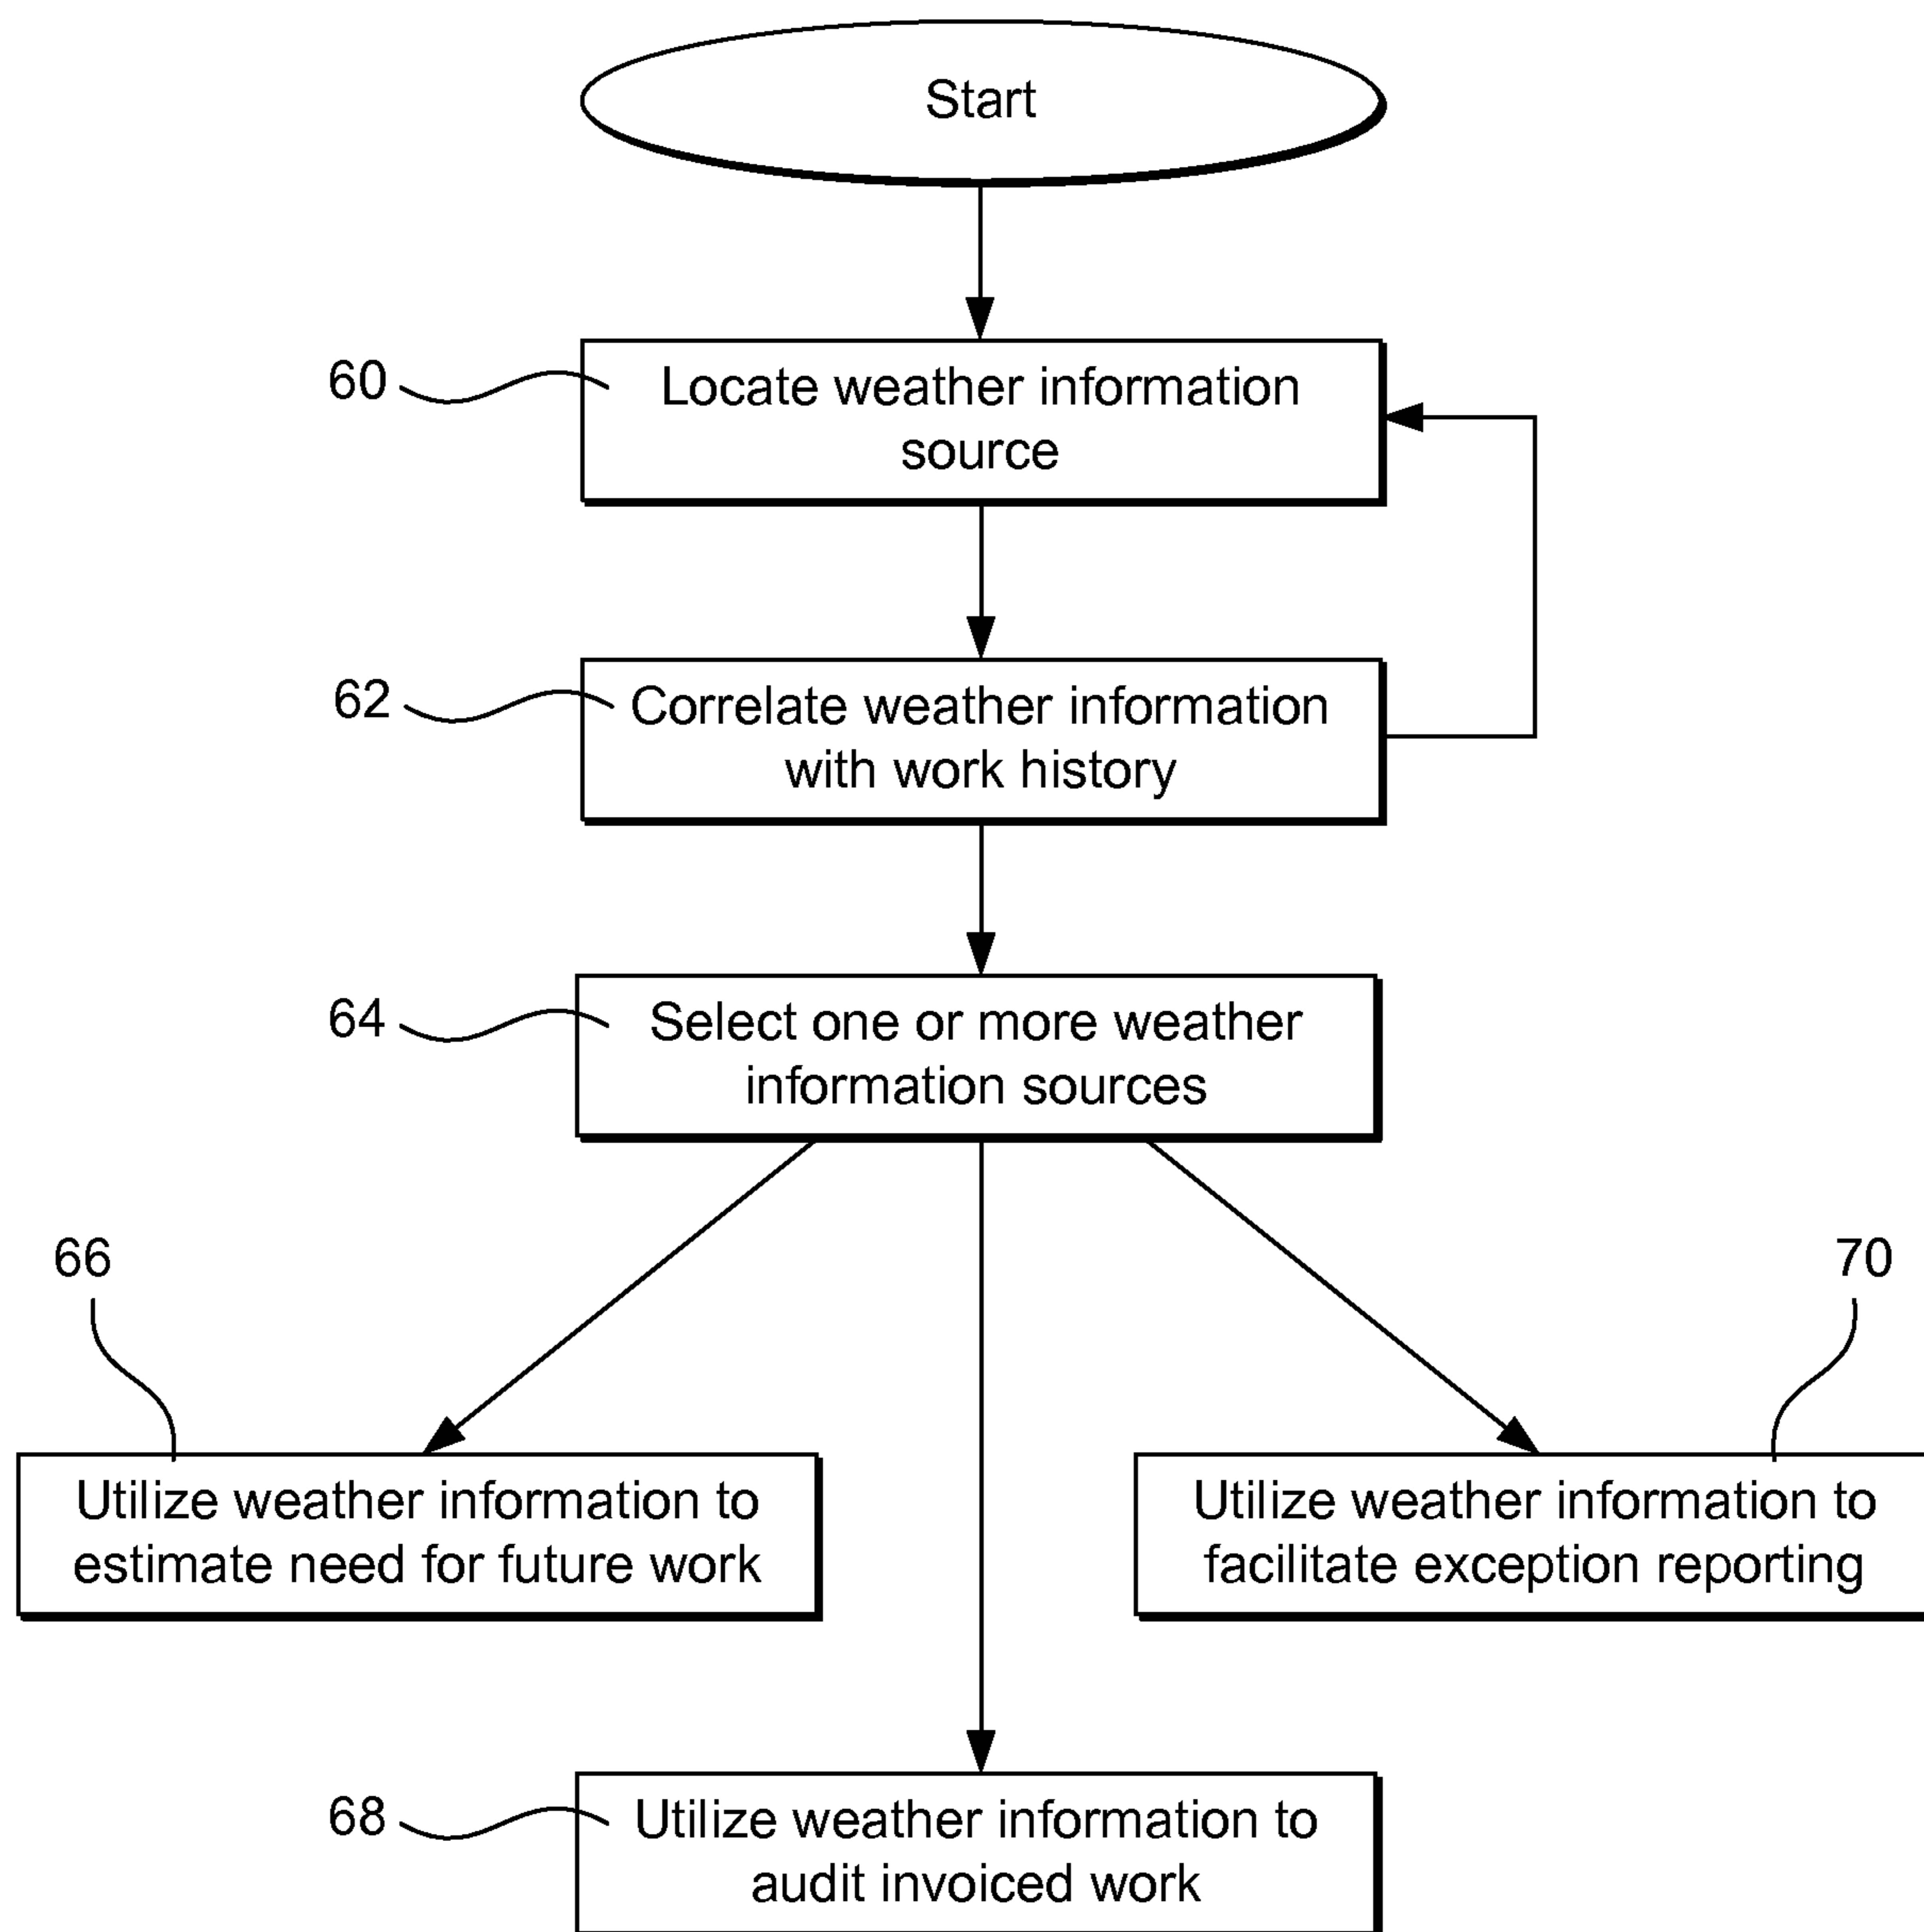 Start
60
Locate weather information
source
62
Correlate weather information
with work history
64
Select one or more weather
information sources
66
70
Utilize weather information to
estimate need for future work
Utilize weather information to
facilitate exception reporting
68
Utilize weather information to
audit invoiced work